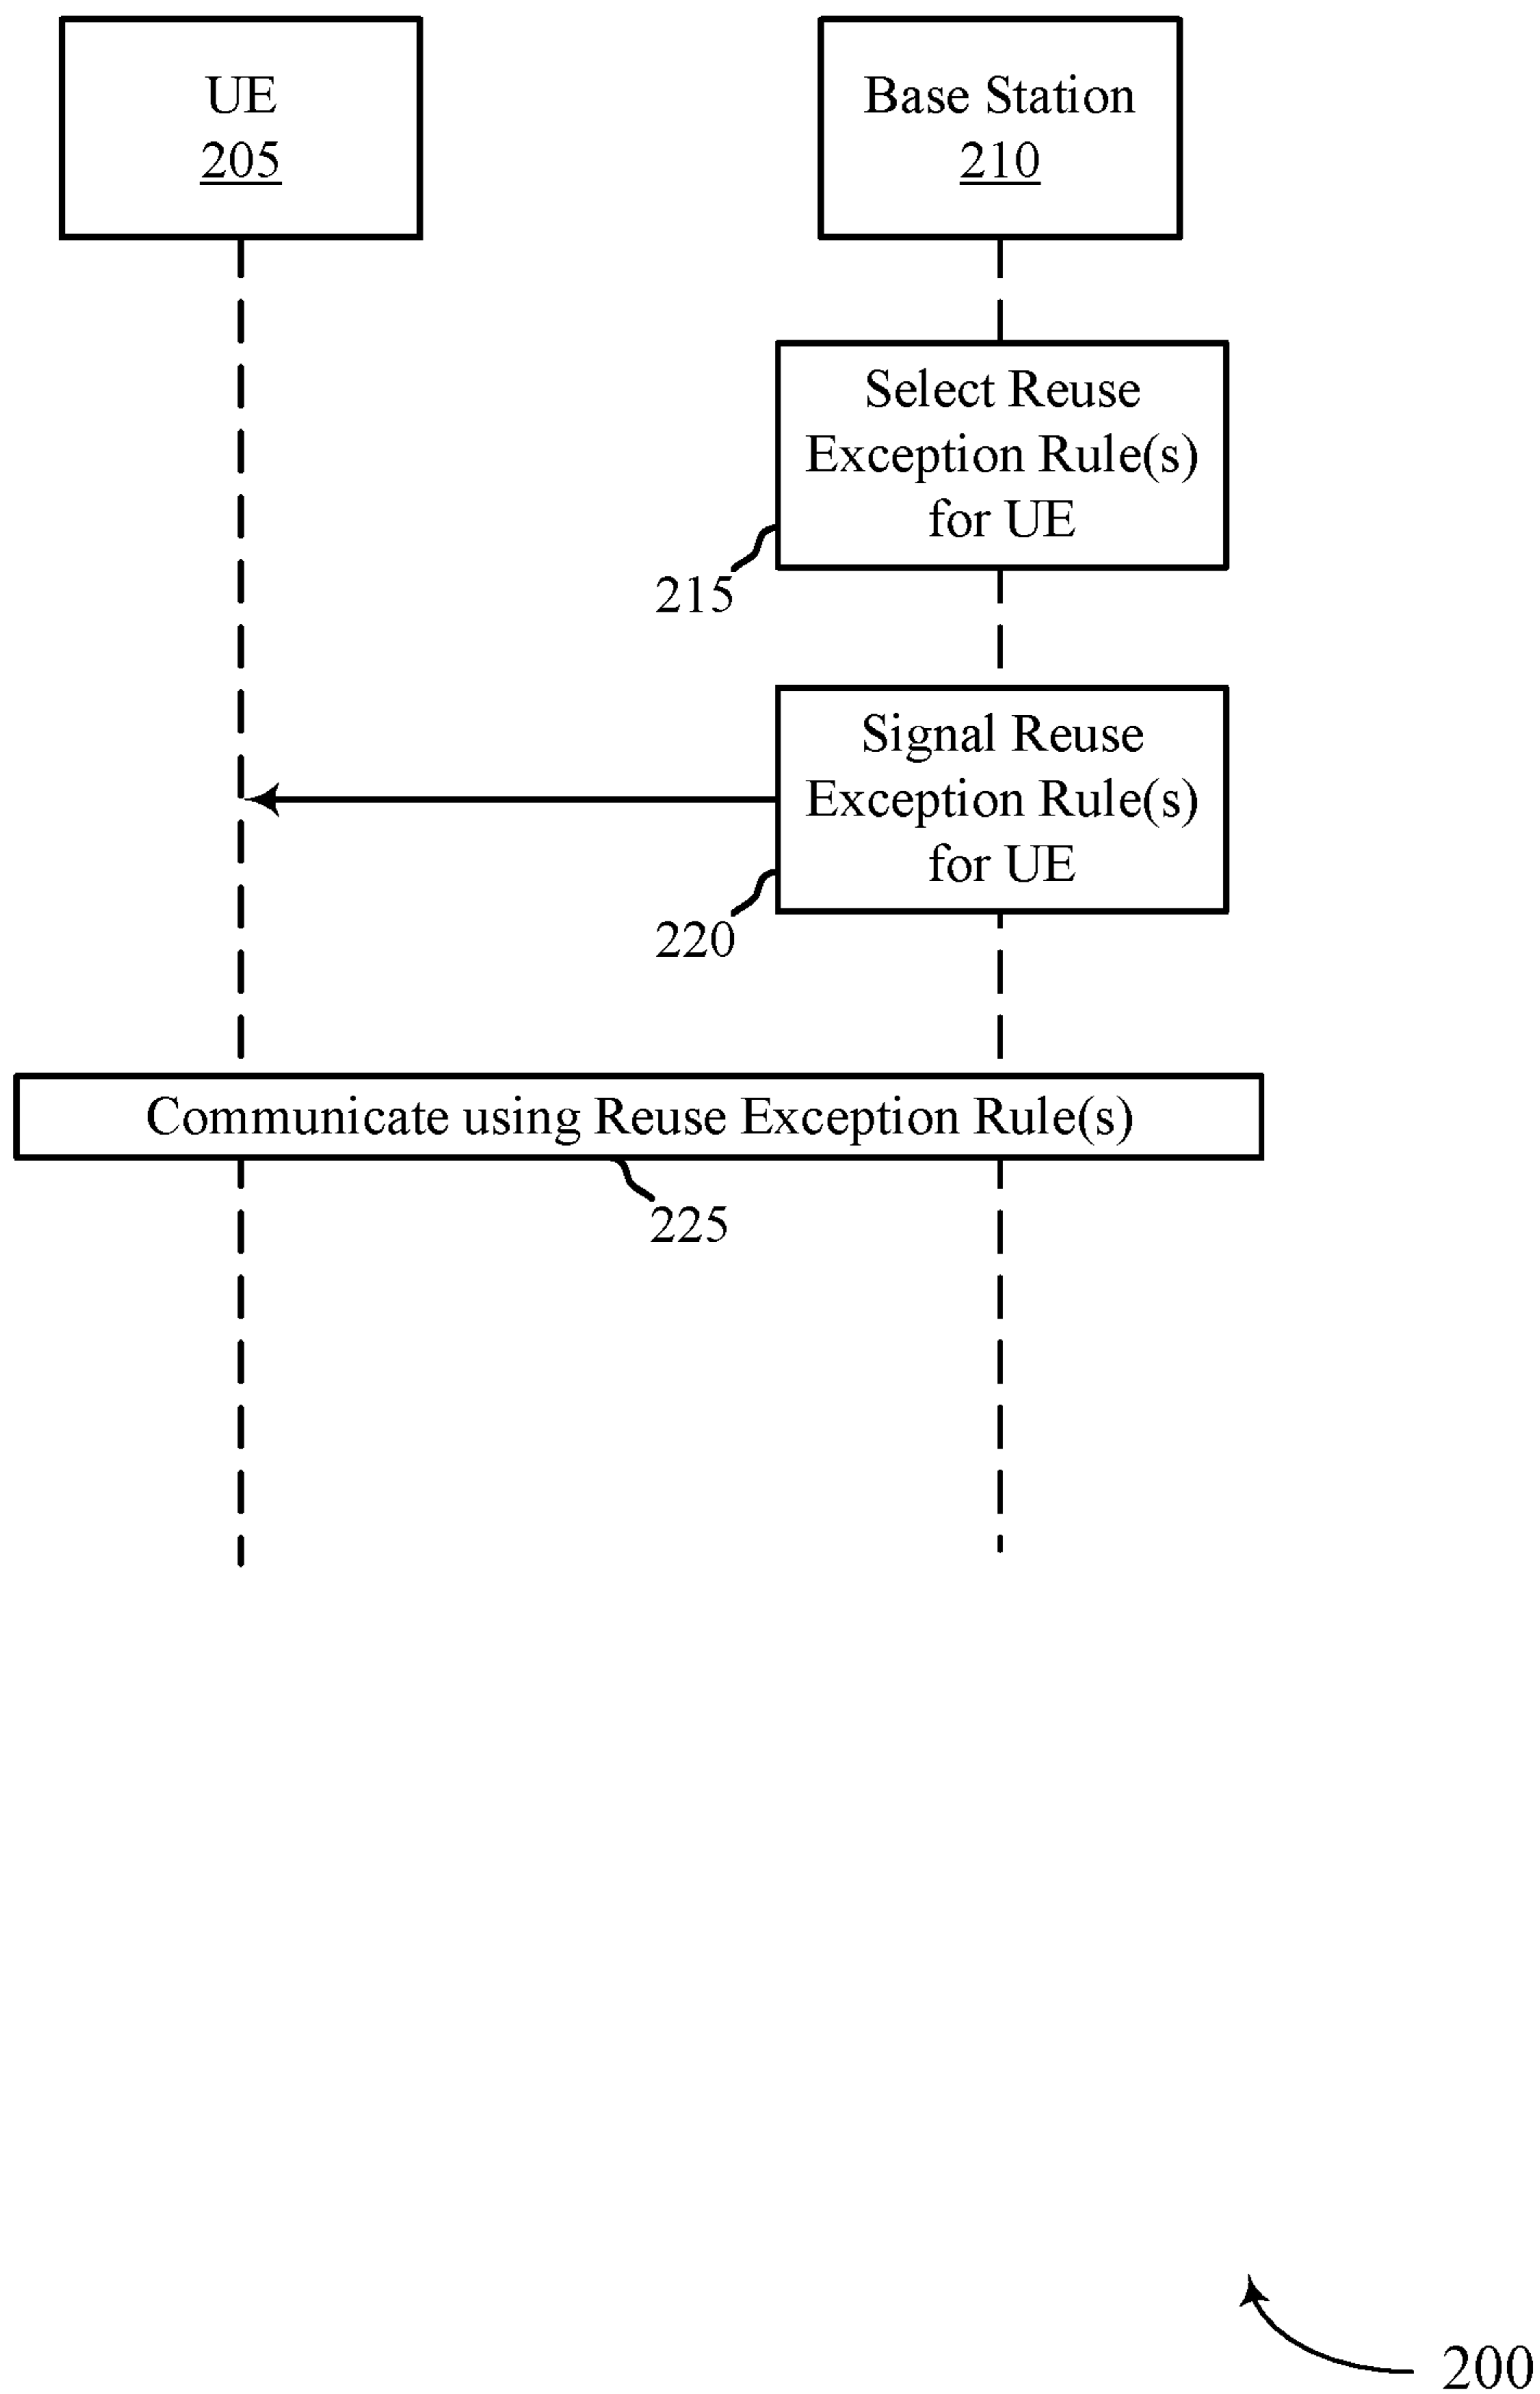 UE
205
Base Station
210
Select Reuse
Exception Rule(s)
for UE
215
Signal Reuse
Exception Rule(s)
for UE
220
Communicate using Reuse Exception Rule(s)
225
200